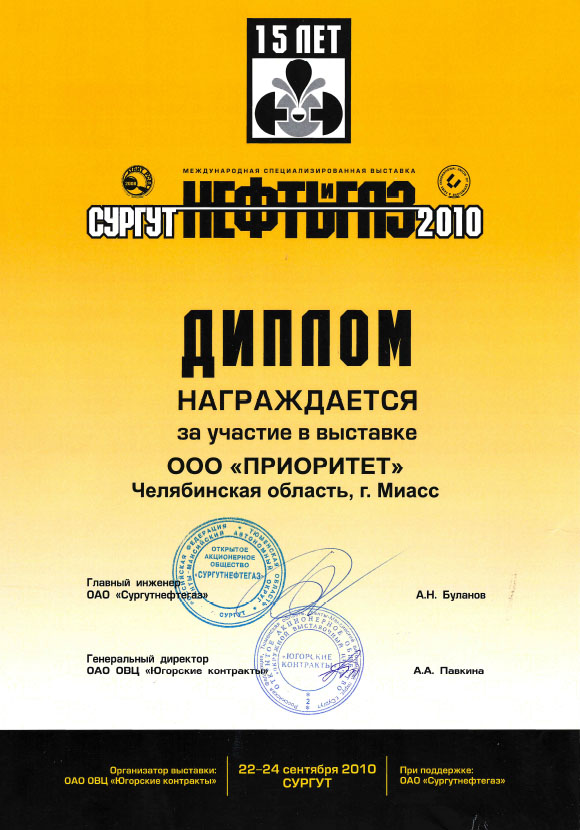 15 ЛЕТ
МЕЖДУНАРОДНАЯ СПЕЦИАЛИЗИРОВАННАЯ ВЫСТАВКА
СУРГУТ НЕФТЬ И ГАЗ 2010
ДИПЛОМ
НАГРАЖДАЕТСЯ
за участие в выставке
ООО «ПРИОРИТЕТ»
Челябинская область, г. Миасс
ОТКРЫТОЕ
АКЦИОНЕРНОЕ
ОБЩЕСТВО
«СУРГУТНЕФТЕГАЗ»
СУРГУТ
Главный инженер
ОАО «Сургутнефтегаз»
А.Н. Буланов
«ЮГОРСКИЕ
КОНТРАКТЫ»
2
Генеральный директор
ОАО ОВЦ «Югорские контракты»
А.А. Павкина
Организатор выставки:
ОАО ОВЦ «Югорские контракты»
22–24 сентября 2010
СУРГУТ
При поддержке:
ОАО «Сургутнефтегаз»